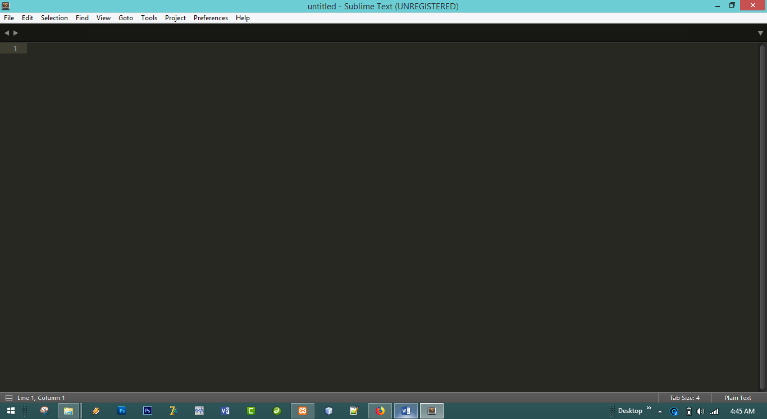 untitled - Sublime Text (UNREGISTERED)
File Edit Selection Find View Goto Tools Project Preferences Help
1
Line 1, Column 1 Tab Size: 4 Plain Text
Desktop 4:45 AM